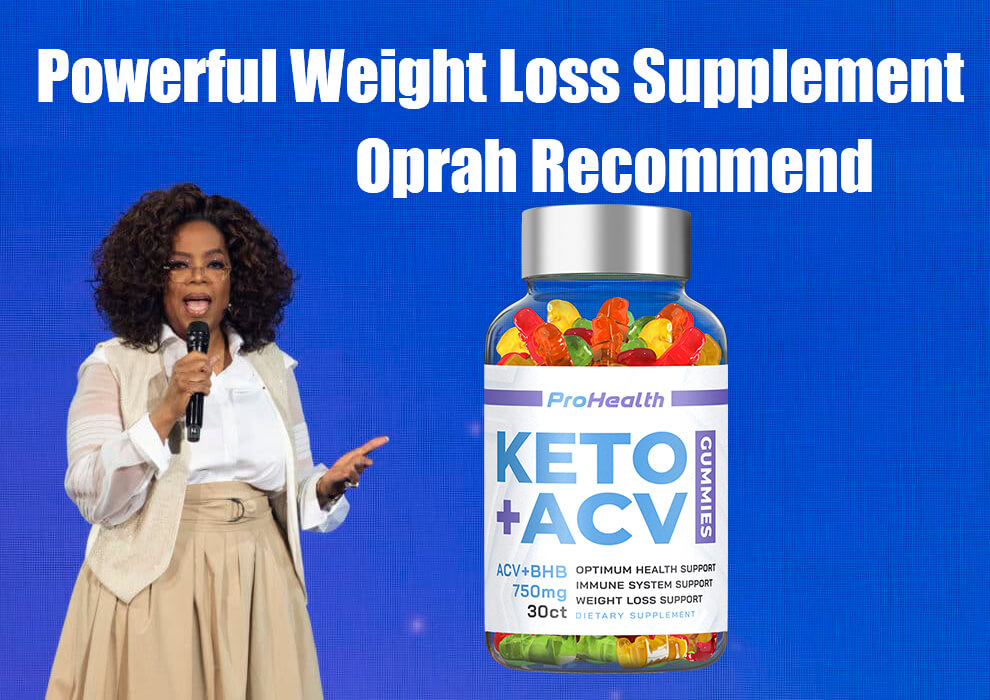 Powerful Weight Loss Supplement
Oprah Recommend
ProHealth
KETO
+ACV
GUMMIES
ACV+BHB
750mg
30ct
OPTIMUM HEALTH SUPPORT
IMMUNE SYSTEM SUPPORT
WEIGHT LOSS SUPPORT
DIETARY SUPPLEMENT